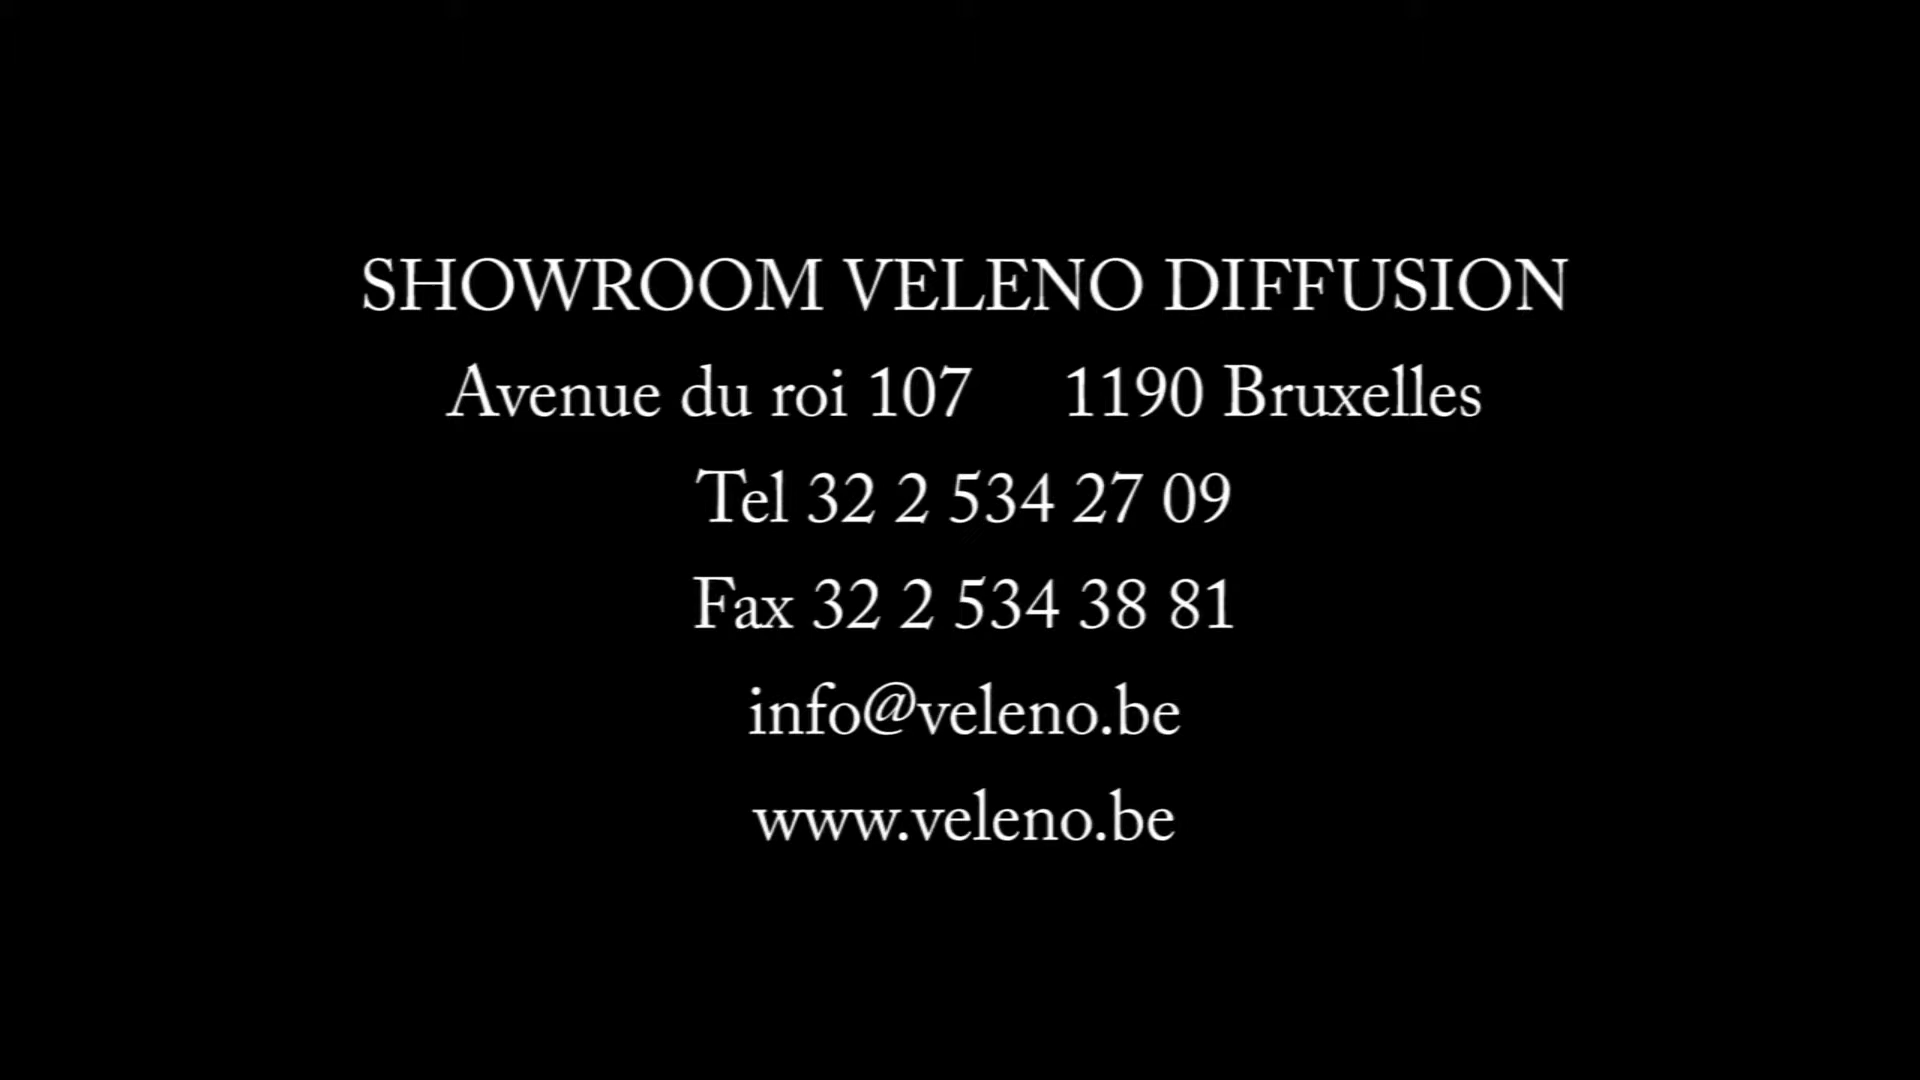 SHOWROOM VELENO DIFFUSION
Avenue du roi 107 1190 Bruxelles
Tel 32 2 534 27 09
Fax 32 2 534 38 81
info@veleno.be
www.veleno.be